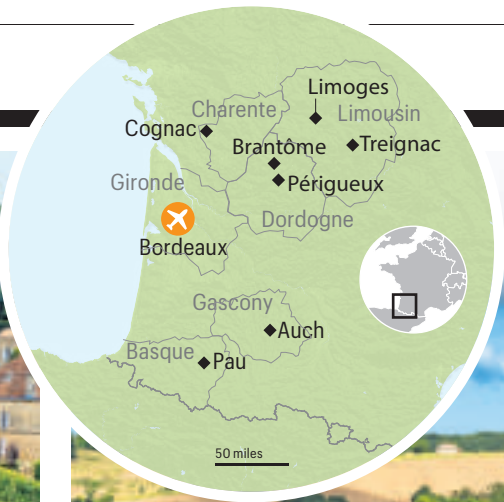 Limoges
Charente
Limousin
Cognac
Brantôme
Treignac
Gironde
Périgueux
Dordogne
Bordeaux
Gascony
Auch
Basque
Pau
50 miles